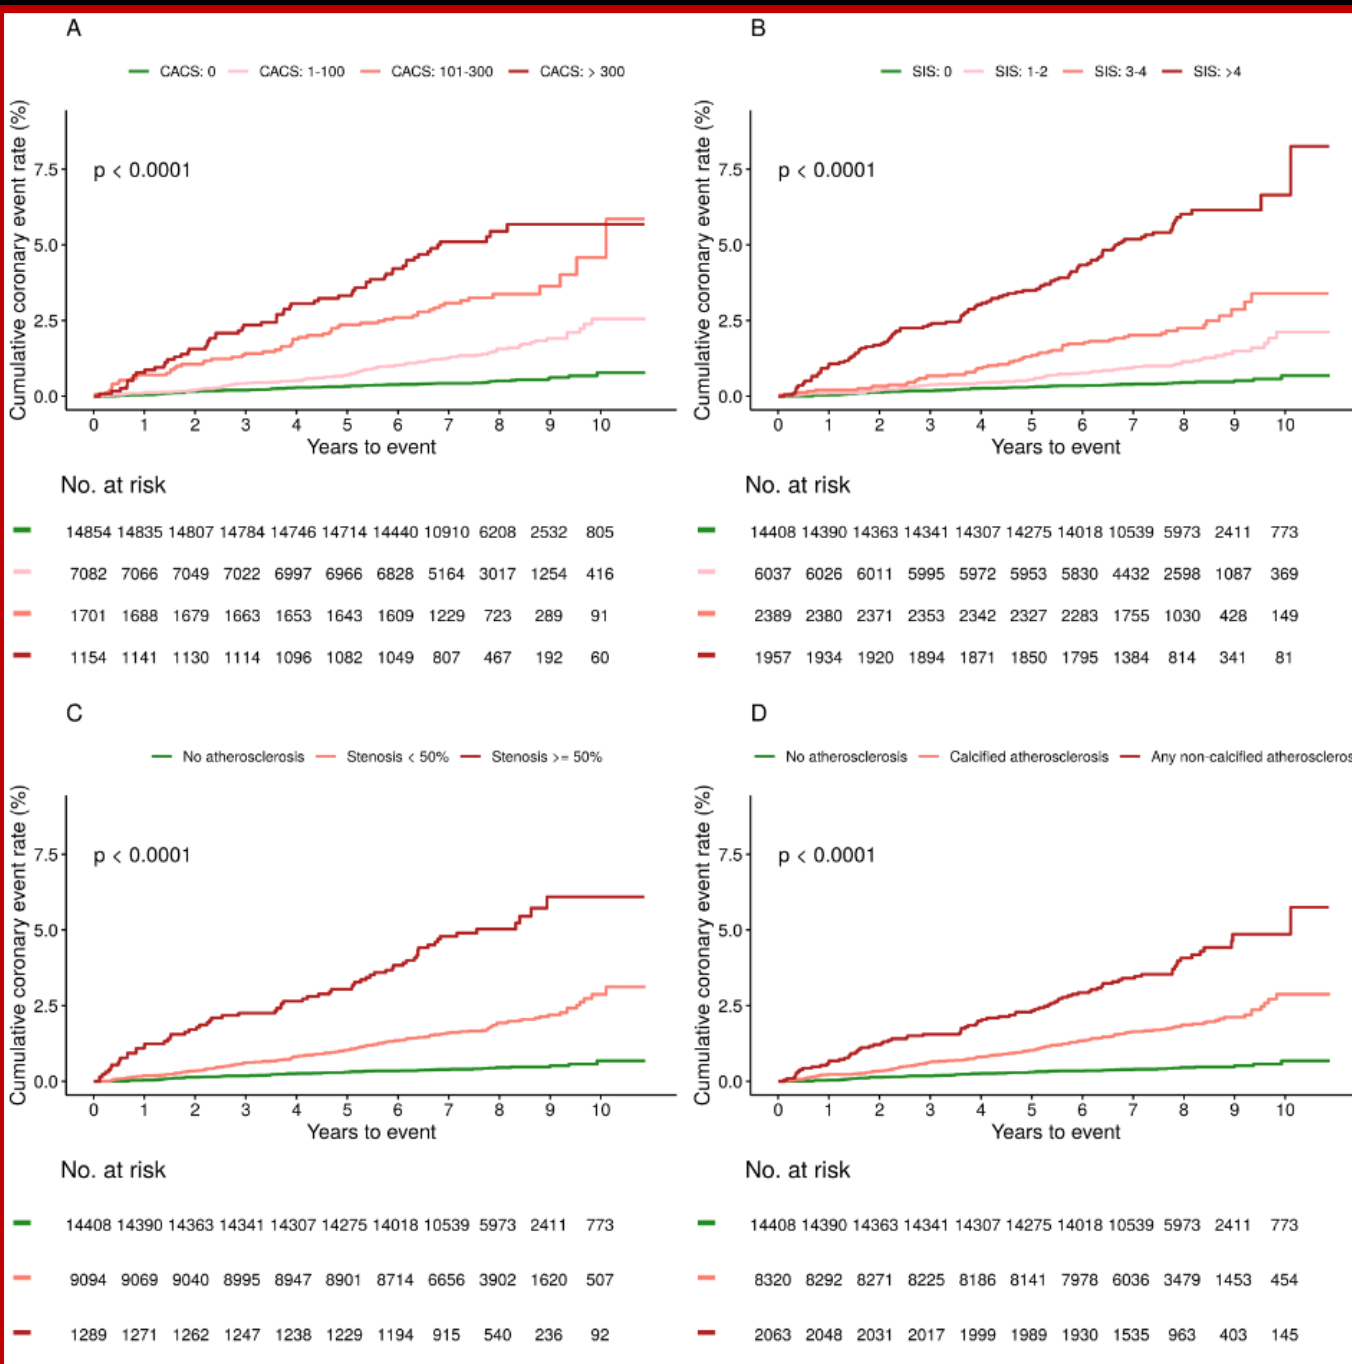 A
CACS: 0 CACS: 1-100 CACS: 101-300 CACS: > 300
Cumulative coronary event rate (%)
7.5
5.0
2.5
0.0
p < 0.0001
0 1 2 3 4 5 6 7 8 9 10
Years to event
No. at risk
14854 14835 14807 14784 14746 14714 14440 10910 6208 2532 805
7082 7066 7049 7022 6997 6966 6828 5164 3017 1254 416
1701 1688 1679 1663 1653 1643 1609 1229 723 289 91
1154 1141 1130 1114 1096 1082 1049 807 467 192 60
B
SIS: 0 SIS: 1-2 SIS: 3-4 SIS: >4
Cumulative coronary event rate (%)
7.5
5.0
2.5
0.0
p < 0.0001
0 1 2 3 4 5 6 7 8 9 10
Years to event
No. at risk
14408 14390 14363 14341 14307 14275 14018 10539 5973 2411 773
6037 6026 6011 5995 5972 5953 5830 4432 2598 1087 369
2389 2380 2371 2353 2342 2327 2283 1755 1030 428 149
1957 1934 1920 1894 1871 1850 1795 1384 814 341 81
C
No atherosclerosis Stenosis < 50% Stenosis >= 50%
Cumulative coronary event rate (%)
7.5
5.0
2.5
0.0
p < 0.0001
0 1 2 3 4 5 6 7 8 9 10
Years to event
No. at risk
14408 14390 14363 14341 14307 14275 14018 10539 5973 2411 773
9094 9069 9040 8995 8947 8901 8714 6656 3902 1620 507
1289 1271 1262 1247 1238 1229 1194 915 540 236 92
D
No atherosclerosis Calcified atherosclerosis Any non-calcified atheroscleros
Cumulative coronary event rate (%)
7.5
5.0
2.5
0.0
p < 0.0001
0 1 2 3 4 5 6 7 8 9 10
Years to event
No. at risk
14408 14390 14363 14341 14307 14275 14018 10539 5973 2411 773
8320 8292 8271 8225 8186 8141 7978 6036 3479 1453 454
2063 2048 2031 2017 1999 1989 1930 1535 963 403 145